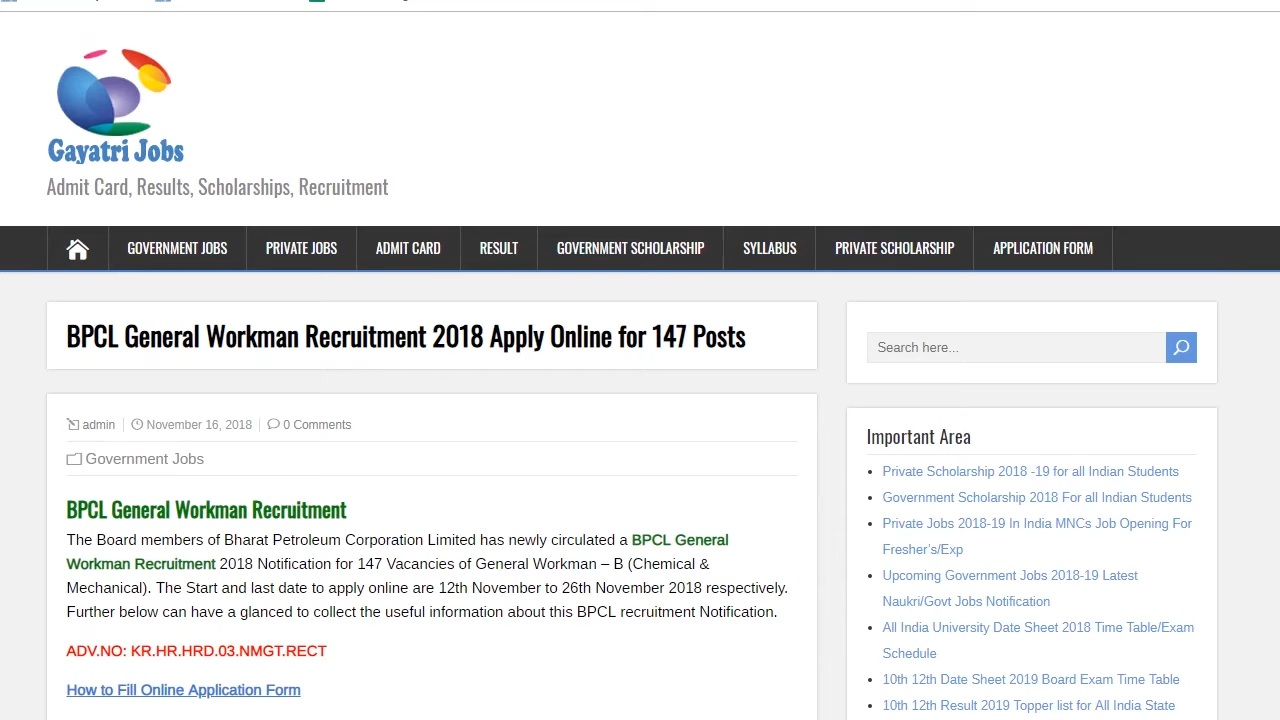 Gayatri Jobs
Admit Card, Results, Scholarships, Recruitment
GOVERNMENT JOBS
PRIVATE JOBS
ADMIT CARD
RESULT
GOVERNMENT SCHOLARSHIP
SYLLABUS
PRIVATE SCHOLARSHIP
APPLICATION FORM
BPCL General Workman Recruitment 2018 Apply Online for 147 Posts
admin
November 16, 2018
0 Comments
Government Jobs
BPCL General Workman Recruitment
The Board members of Bharat Petroleum Corporation Limited has newly circulated a BPCL General
Workman Recruitment 2018 Notification for 147 Vacancies of General Workman – B (Chemical &
Mechanical). The Start and last date to apply online are 12th November to 26th November 2018 respectively.
Further below can have a glanced to collect the useful information about this BPCL recruitment Notification.
ADV.NO: KR.HR.HRD.03.NMGT.RECT
How to Fill Online Application Form
Search here...
Important Area
Private Scholarship 2018 -19 for all Indian Students
Government Scholarship 2018 For all Indian Students
Private Jobs 2018-19 In India MNCs Job Opening For
Fresher’s/Exp
Upcoming Government Jobs 2018-19 Latest
Naukri/Govt Jobs Notification
All India University Date Sheet 2018 Time Table/Exam
Schedule
10th 12th Date Sheet 2019 Board Exam Time Table
10th 12th Result 2019 Topper list for All India State